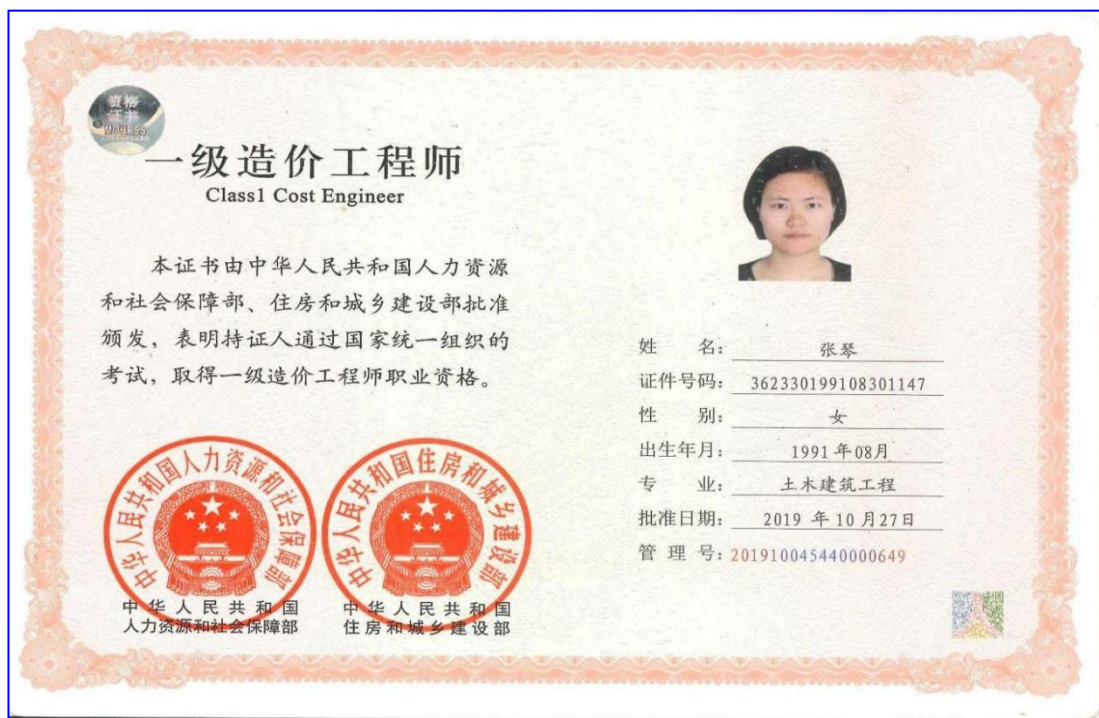 资格
证书
MOHRSS
一级造价工程师
Class1 Cost Engineer
本证书由中华人民共和国人力资源
和社会保障部、住房和城乡建设部批准
颁发，表明持证人通过国家统一组织的
考试，取得一级造价工程师职业资格。
中华人民共和国人力资源和社会保障部
中华人民共和国住房和城乡建设部
中华人民共和国
人力资源和社会保障部
中华人民共和国
住房和城乡建设部
姓 名：张琴
证件号码：362330199108301147
性 别：女
出生年月：1991年08月
专 业：土木建筑工程
批准日期：2019 年 10 月27日
管 理 号：201910045440000649